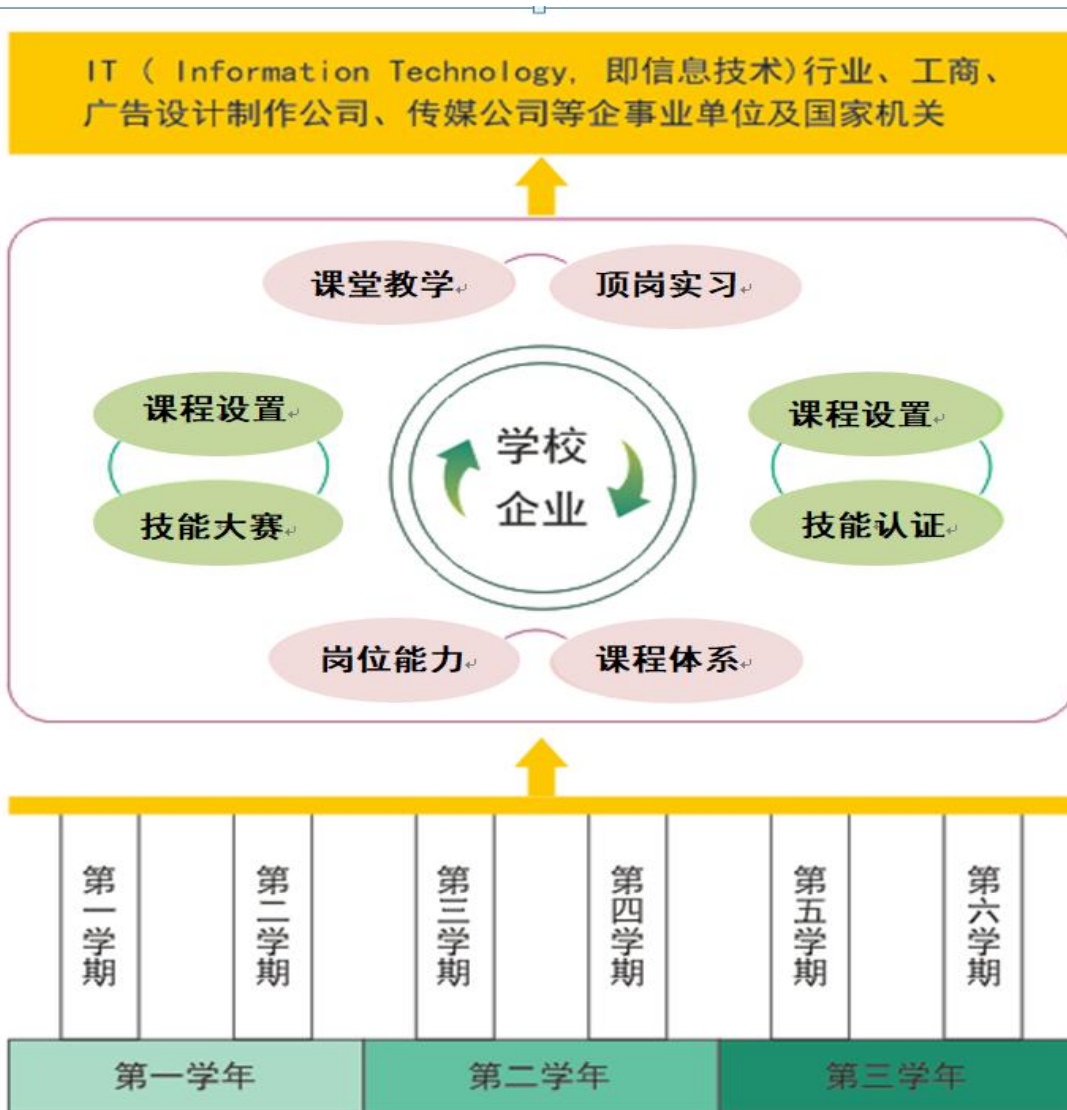 IT ( Information Technology, 即信息技术)行业、工商、
广告设计制作公司、传媒公司等企事业单位及国家机关
课堂教学
顶岗实习
课程设置
课程设置
学校
企业
技能大赛
技能认证
岗位能力
课程体系
第一学期
第二学期
第三学期
第四学期
第五学期
第六学期
第一学年
第二学年
第三学年